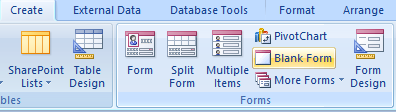 Create External Data Database Tools Format Arrange
SharePoint Lists Table Design Form Split Form Multiple Items PivotChart Blank Form More Forms Form Design
bles Forms